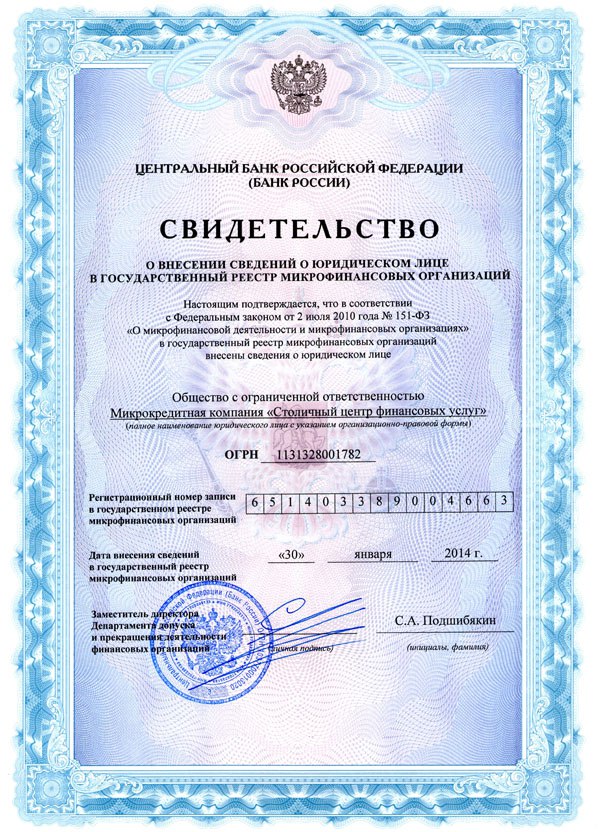 ЦЕНТРАЛЬНЫЙ БАНК РОССИЙСКОЙ ФЕДЕРАЦИИ
(БАНК РОССИИ)
СВИДЕТЕЛЬСТВО
О ВНЕСЕНИИ СВЕДЕНИЙ О ЮРИДИЧЕСКОМ ЛИЦЕ
В ГОСУДАРСТВЕННЫЙ РЕЕСТР МИКРОФИНАНСОВЫХ ОРГАНИЗАЦИЙ
Настоящим подтверждается, что в соответствии
с Федеральным законом от 2 июля 2010 года № 151-ФЗ
«О микрофинансовой деятельности и микрофинансовых организациях»
в государственный реестр микрофинансовых организаций
внесены сведения о юридическом лице
Общество с ограниченной ответственностью
Микрокредитная компания «Столичный центр финансовых услуг»
(полное наименование юридического лица с указанием организационно-правовой формы)
ОГРН 1131328001782
Регистрационный номер записи
в государственном реестре
микрофинансовых организаций
6 5 1 4 0 3 3 8 9 0 0 4 6 6 3
Дата внесения сведений
в государственный реестр
микрофинансовых организаций
«30» января 2014 г.
Заместитель директора
Департамента допуска
и прекращения деятельности
финансовых организаций
(личная подпись)
С.А. Подшибякин
(инициалы, фамилия)